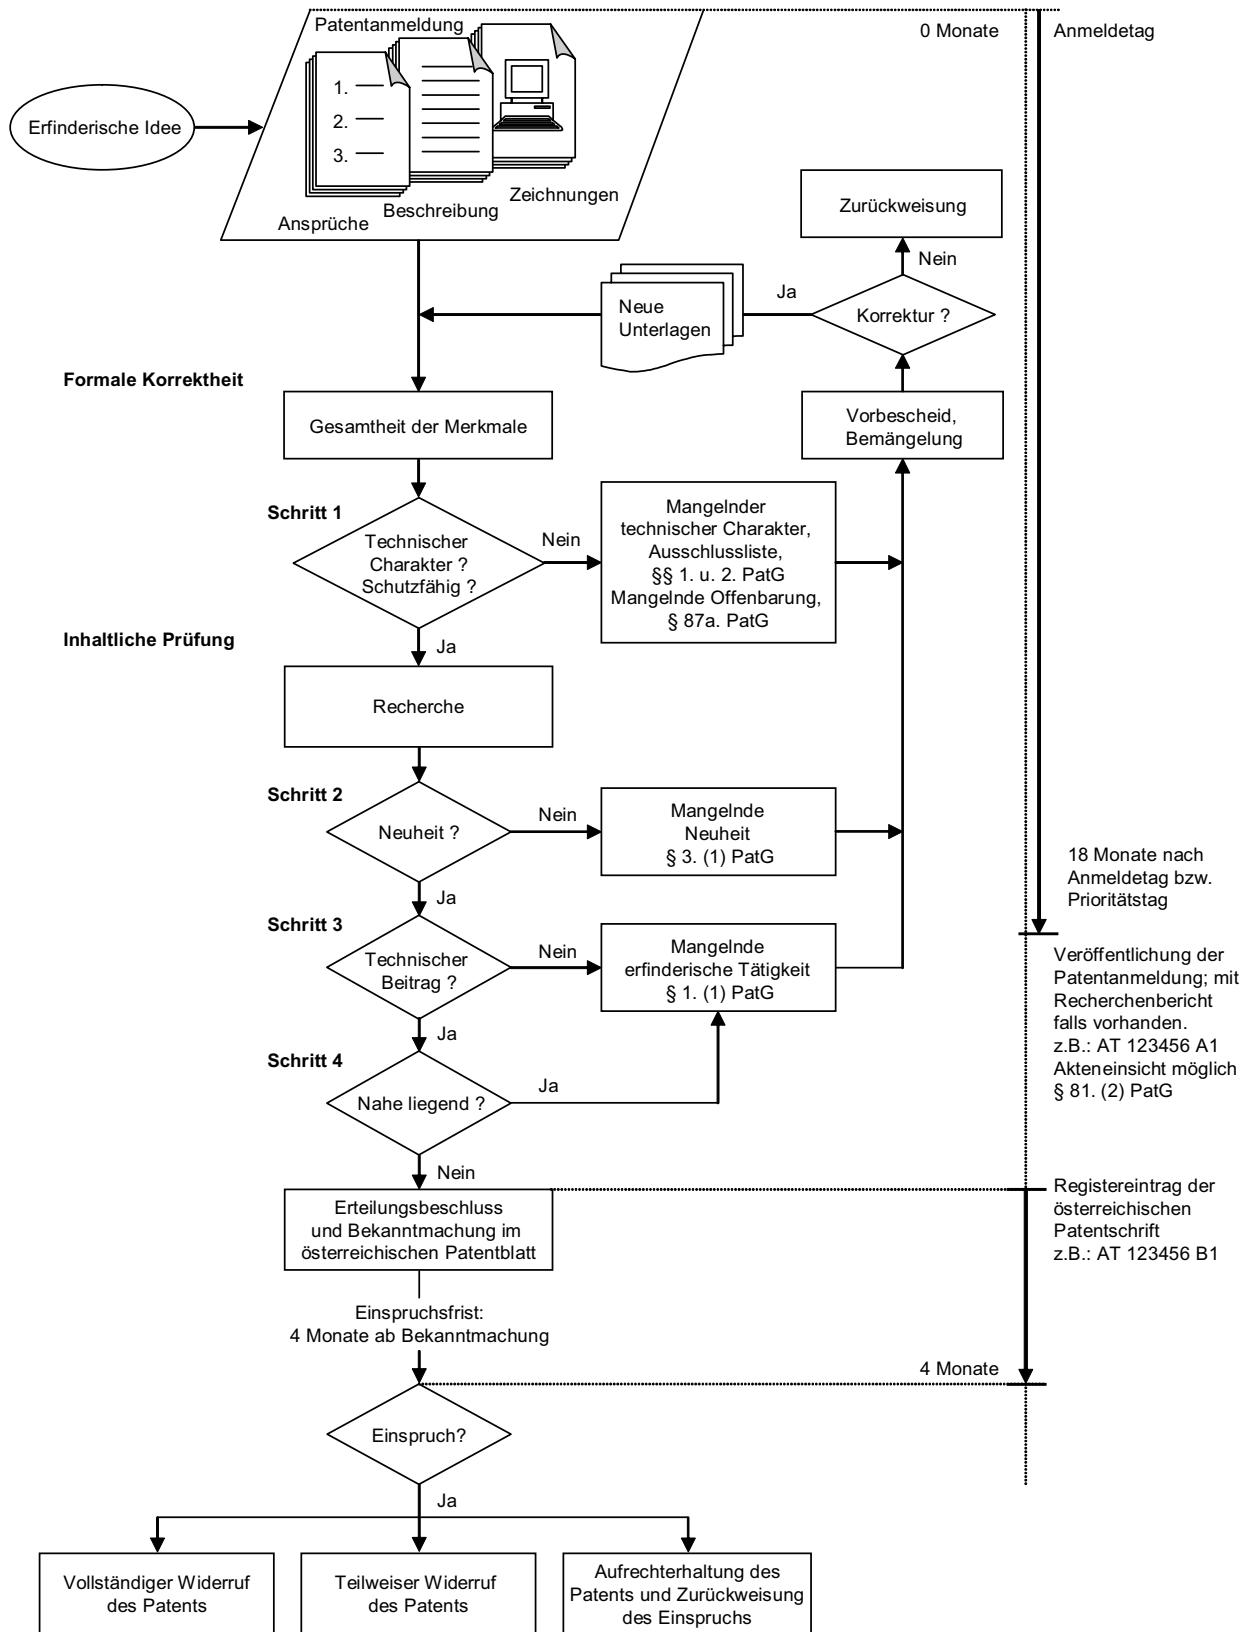 Patentanmeldung
0 Monate
Anmeldetag
1.
2.
3.
Erfinderische Idee
Zeichnungen
Beschreibung
Ansprüche
Zurückweisung
Nein
Ja
Neue
Unterlagen
Korrektur ?
Formale Korrektheit
Gesamtheit der Merkmale
Vorbescheid,
Bemängelung
Schritt 1
Technischer
Charakter ?
Schutzfähig ?
Nein
Mangelnder
technischer Charakter,
Ausschlussliste,
§§ 1. u. 2. PatG
Mangelnde Offenbarung,
§ 87a. PatG
Inhaltliche Prüfung
Ja
Recherche
Schritt 2
Neuheit ?
Nein
Mangelnde
Neuheit
§ 3. (1) PatG
18 Monate nach
Anmeldetag bzw.
Prioritätstag
Ja
Schritt 3
Technischer
Beitrag ?
Nein
Mangelnde
erfinderische Tätigkeit
§ 1. (1) PatG
Veröffentlichung der
Patentanmeldung; mit
Recherchenbericht
falls vorhanden.
z.B.: AT 123456 A1
Akteneinsicht möglich
§ 81. (2) PatG
Ja
Schritt 4
Nahe liegend ?
Ja
Nein
Erteilungsbeschluss
und Bekanntmachung im
österreichischen Patentblatt
Registereintrag der
österreichischen
Patentschrift
z.B.: AT 123456 B1
Einspruchsfrist:
4 Monate ab Bekanntmachung
4 Monate
Einspruch?
Ja
Vollständiger Widerruf
des Patents
Teilweiser Widerruf
des Patents
Aufrechterhaltung des
Patents und Zurückweisung
des Einspruchs